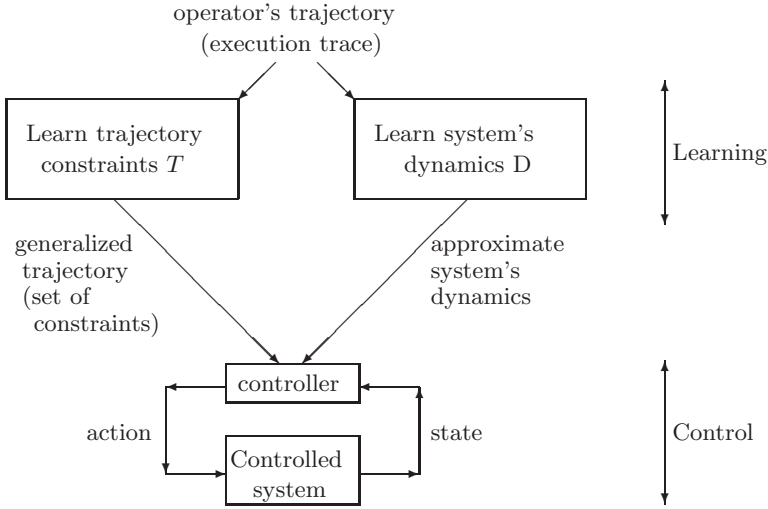 operator's trajectory
(execution trace)
Learn trajectory
constraints T
Learn system's
dynamics D
Learning
generalized
trajectory
(set of
constraints)
approximate
system's
dynamics
controller
action
state
Control
Controlled
system